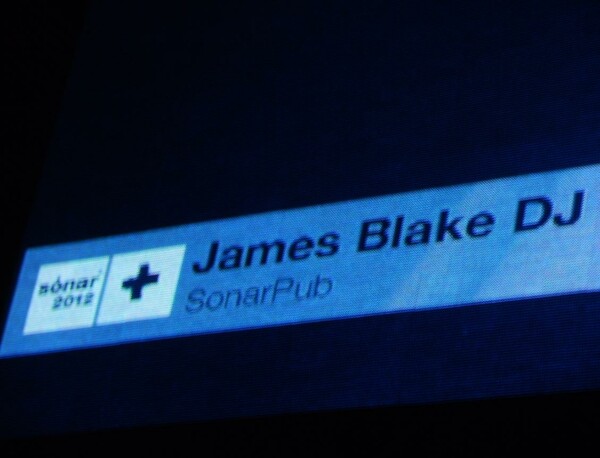 sónar
2012
+
James Blake DJ
SonarPub